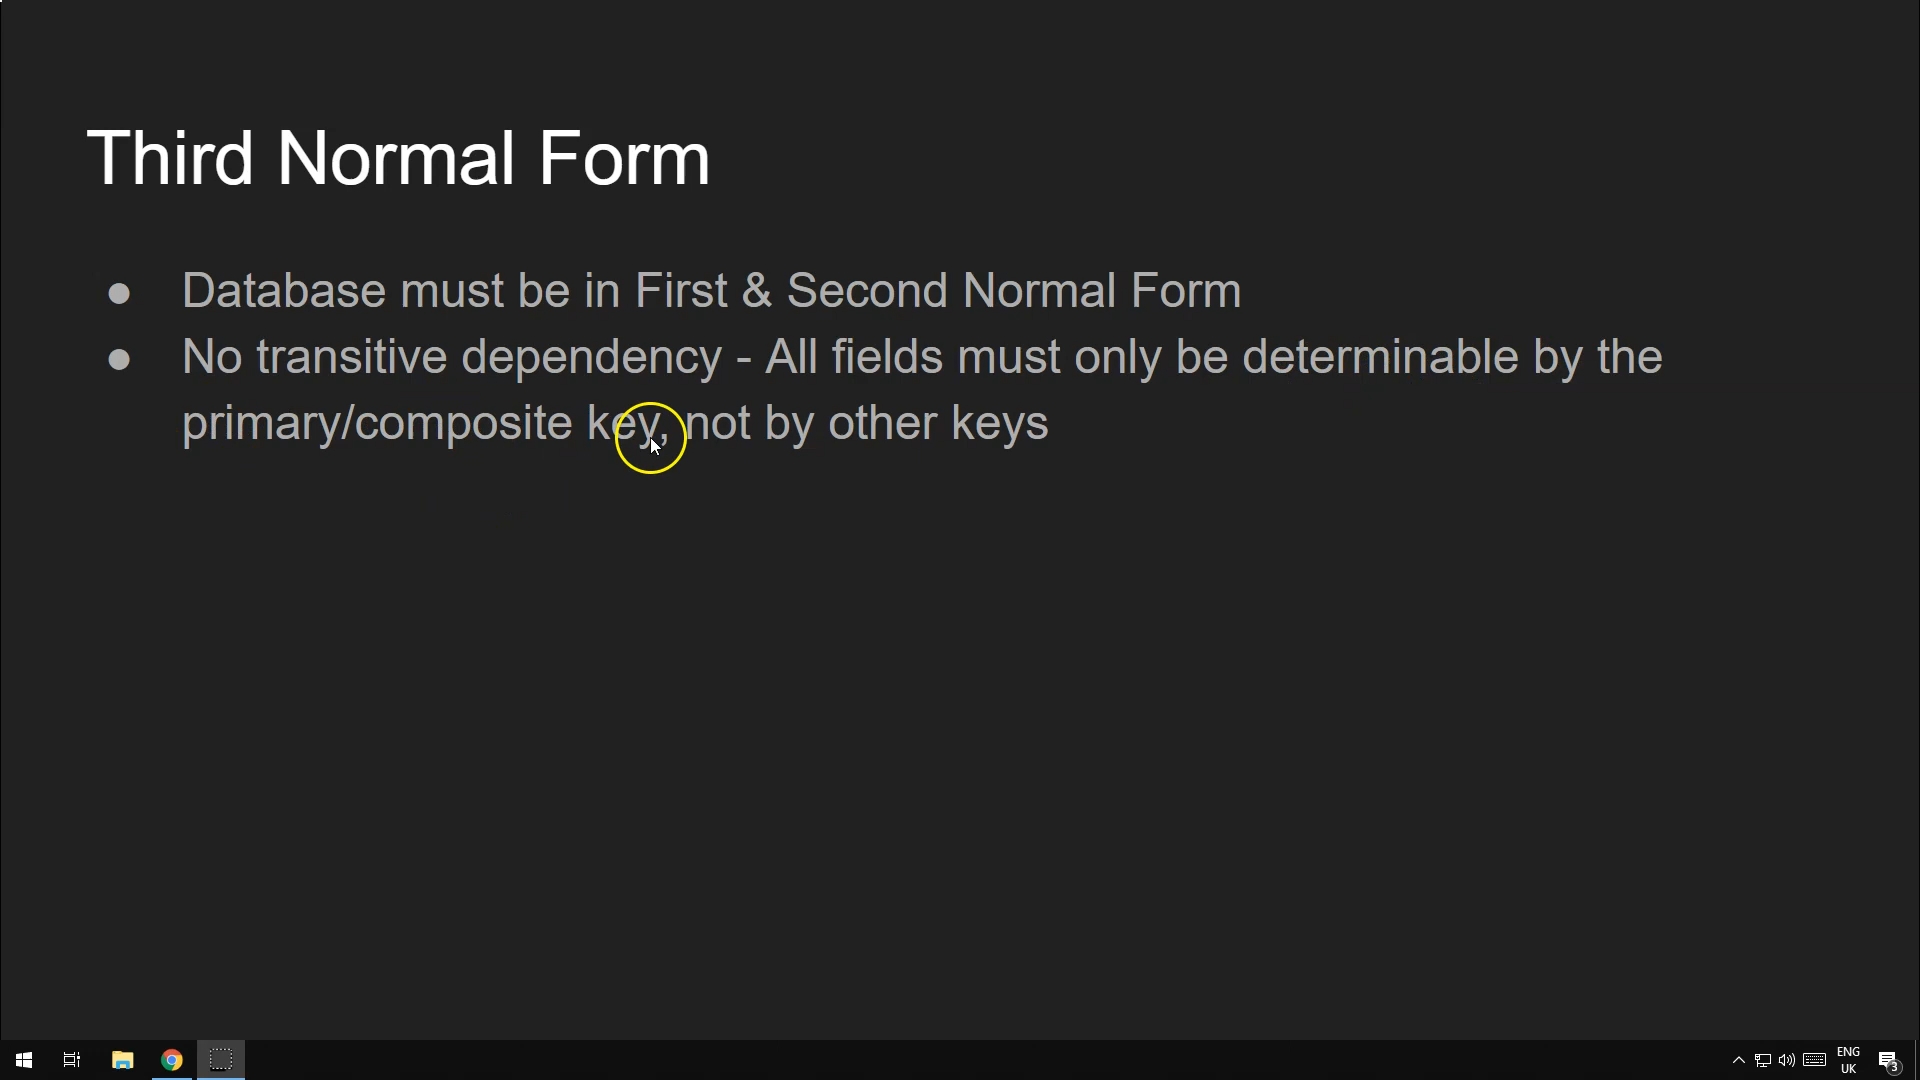 Third Normal Form
● Database must be in First & Second Normal Form
● No transitive dependency - All fields must only be determinable by the
primary/composite key, not by other keys
ENG
UK
3